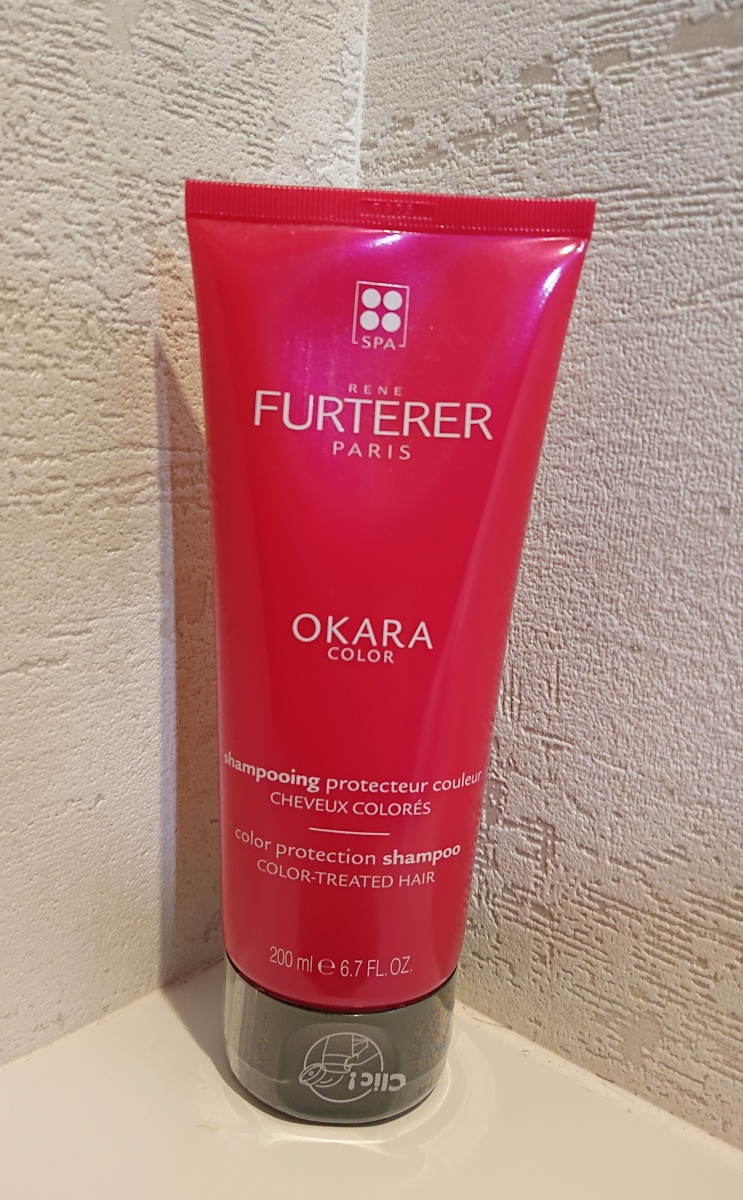 SPA
RENE
FURTERER
PARIS
OKARA
COLOR
shampooing protecteur couleur
CHEVEUX COLORÉS
color protection shampoo
COLOR-TREATED HAIR
200 ml ℮ 6.7 FL. OZ.
clic!